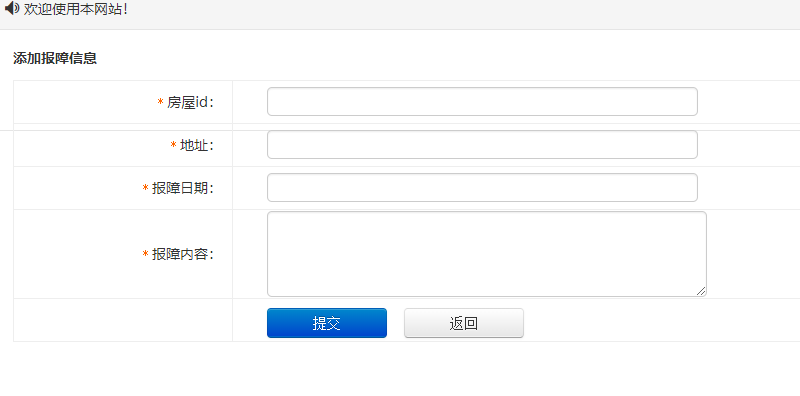 欢迎使用本网站！
添加报障信息
* 房屋id：
* 地址：
* 报障日期：
* 报障内容：
提交 返回